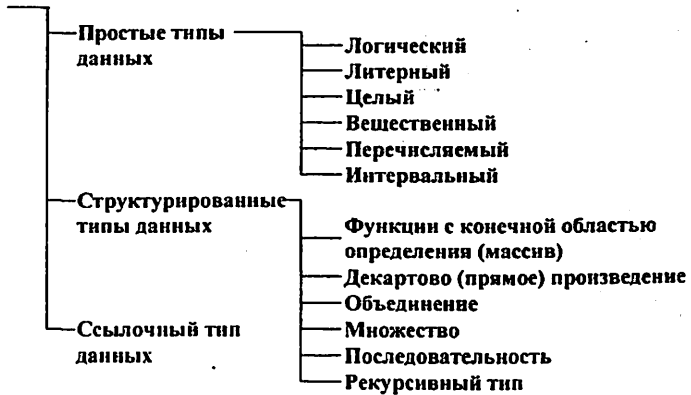 Простые типы
данных
Логический
Литерный
Целый
Вещественный
Перечисляемый
Интервальный
Структурированные
типы данных
Функции с конечной областью
определения (массив)
Декартово (прямое) произведение
Объединение
Множество
Последовательность
Рекурсивный тип
Ссылочный тип
данных